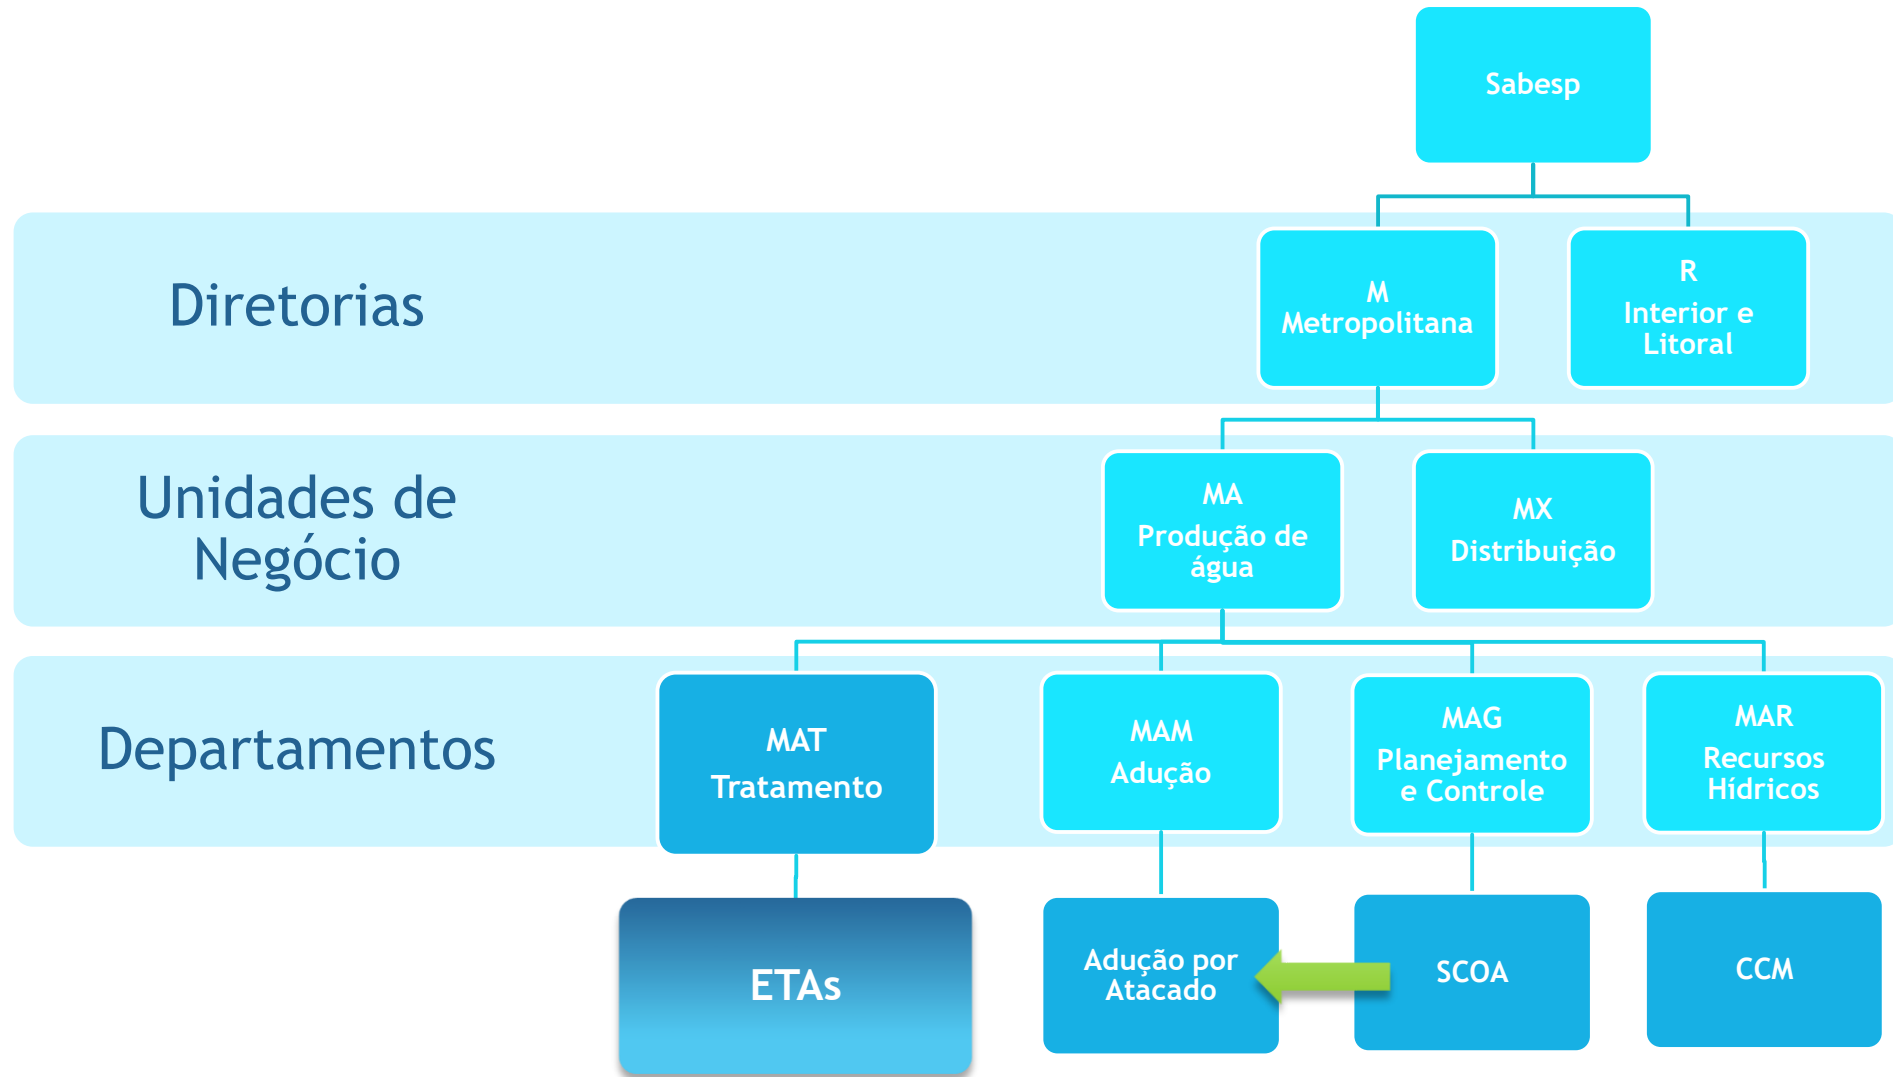 Sabesp
Diretorias
M
Metropolitana
R
Interior e
Litoral
Unidades de
Negócio
MA
Produção de
água
MX
Distribuição
Departamentos
MAT
Tratamento
MAM
Adução
MAG
Planejamento
e Controle
MAR
Recursos
Hídricos
ETAs
Adução por
Atacado
SCOA
CCM